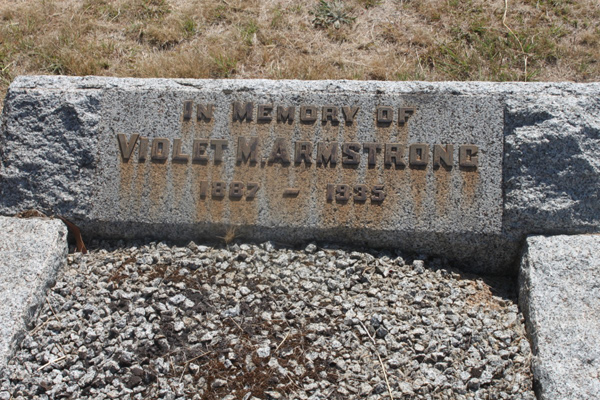 In Memory of
Violet M. Armstrong
1887 – 1935